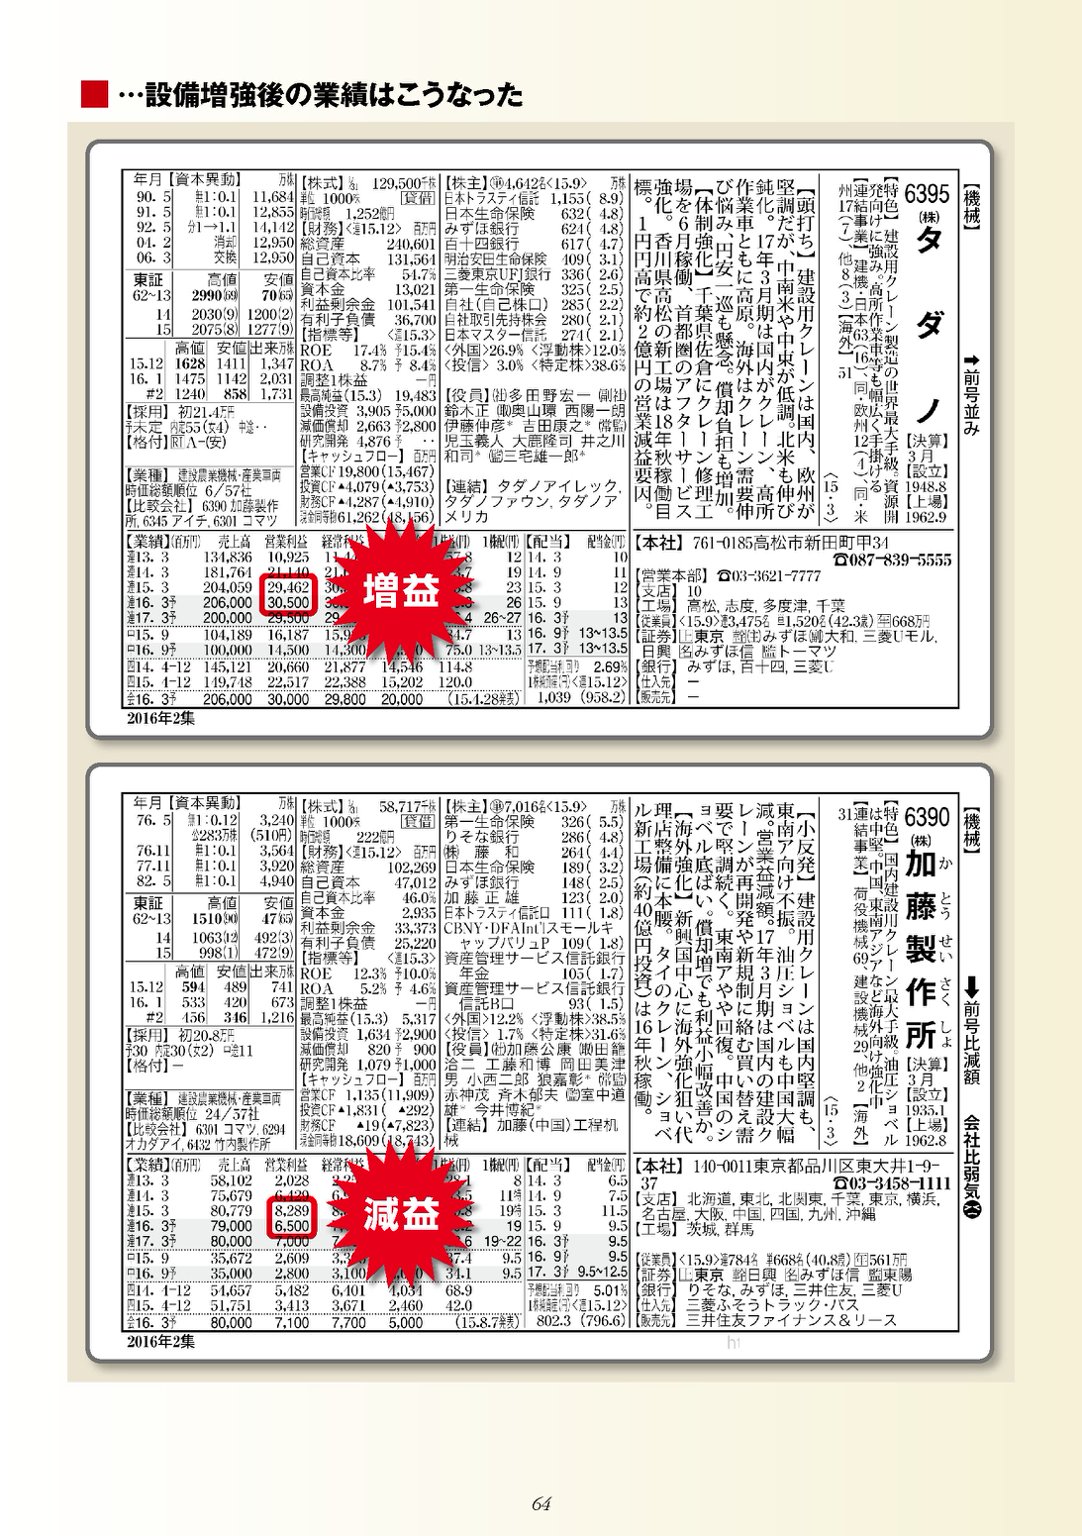 …設備増強後の業績はこうなった
【機械】
➡前号並み
6395
(株)タダノ
【決算】
3月
【設立】
1948.8
【上場】
1962.9
【特色】建設用クレーン製造の世界最大手級。資源開
発向けに強み。高所作業車等も幅広く手掛ける
【連結事業】建機・日本63(16)、同・欧州12(4)、同・米
州17(7)、他8(3)【海外】51
〈15・3〉
【頭打ち】建設用クレーンは国内、欧州が
堅調だが、中南米や中東が低調。北米も伸び
鈍化。17年3月期は国内がクレーン、高所
作業車ともに高原。海外はクレーン需要伸
び悩み、円安一巡も懸念。償却負担も増加。
【体制強化】千葉県佐倉にクレーン修理工
場を6月稼働、首都圏のアフターサービス
強化。香川県高松の新工場は18年秋稼働目
標。1円円高で約2億円の営業減益要因。
年月【資本異動】 万株
90. 5 無1:0.1 11,684
91. 5 無1:0.1 12,855
92. 5 分1→1.1 14,142
04. 2 消却 12,950
06. 3 交換 12,950
東証 高値 安値
62~13 2990(89) 70(65)
14 2030(9) 1200(2)
15 2075(8) 1277(9)
高値 安値 出来万株
15.12 1628 1411 1,347
16. 1 1475 1142 2,031
#2 1240 858 1,731
【採用】初21.4万円
予未定 内定55(女4) 中途‥
【格付】 A-(安)
【業種】建設農業機械・産業車両
時価総額順位 6/57社
【比較会社】6390 加藤製作
所, 6345 アイチ, 6301 コマツ
【株式】 129,500千株
単位 1000株 貸借
時価総額 1,252億円
【財務】<連15.12> 百万円
総資産 240,601
自己資本 131,564
自己資本比率 54.7%
資本金 13,021
利益剰余金 101,541
有利子負債 36,700
【指標等】 <連15.3>
ROE 17.4% 予15.4%
ROA 8.7% 予 8.4%
調整1株益 ―円
最高純益(15.3) 19,483
設備投資 3,905 予5,000
減価償却 2,663 予2,800
研究開発 4,876 予 ‥
【キャッシュフロー】百万円
営業CF 19,800(15,467)
投資CF▲4,079(▲3,753)
財務CF▲4,287(▲4,910)
現金同等物61,262(48,156)
【株主】4,642名<15.9> 万株
日本トラスティ信託 1,155( 8.9)
日本生命保険 632( 4.8)
みずほ銀行 624( 4.8)
百十四銀行 617( 4.7)
明治安田生命保険 409( 3.1)
三菱東京UFJ銀行 336( 2.6)
第一生命保険 325( 2.5)
自社(自己株口) 285( 2.2)
自社取引先持株会 280( 2.1)
日本マスター信託 274( 2.1)
<外国>26.9% <浮動株>12.0%
<投信> 3.0% <特定株>38.6%
【役員】(社)多田野宏一 (副社)
鈴木正 (専)奥山環 西陽一朗
伊藤伸彦* 吉田康之* (常監)
児玉義人 大鹿隆司 井之川
和司* (監)三宅雄一郎*
【連結】タダノアイレック,
タダノファウン, タダノア
メリカ
【業績】(百万円) 売上高 営業利益 1株配(円)
連13. 3 134,836 10,925 12
連14. 3 181,764 21,140 19
連15. 3 204,059 29,462 23
連16. 3予 206,000 30,500 26
連17. 3予 200,000 29,500 26~27
中15. 9 104,189 16,187 13
中16. 9予 100,000 14,500 75.0 13~13.5
四14. 4-12 145,121 20,660 21,877 14,546 114.8
四15. 4-12 149,748 22,517 22,388 15,202 120.0
会16. 3予 206,000 30,000 29,800 20,000 (15.4.28発表)
増益
【配当】 配当金(円)
14. 3 10
14. 9 11
15. 3 12
15. 9 13
16. 3予 13
16. 9予 13~13.5
17. 3予 13~13.5
予想配当利回り 2.69%
1株純資産(円)<連15.12>
1,039 (958.2)
【本社】761-0185高松市新田町甲34
☎087-839-5555
【営業本部】☎03-3621-7777
【支店】10
【工場】高松, 志度, 多度津, 千葉
【従業員】<15.9>連3,475名 単1,520名(42.3歳) 年668万円
【証券】上東京 幹(主)みずほ(副)大和, 三菱Uモル,
日興 名みずほ信 監トーマツ
【銀行】みずほ, 百十四, 三菱U
【仕入先】―
【販売先】―
2016年2集
【機械】
⬇前号比減額
会社比弱気
6390
(株)加藤製作所
かとうせいさくしょ
【決算】
3月
【設立】
1935.1
【上場】
1962.8
【特色】国内建設用クレーン最大手級。油圧ショベル
は中堅。中国、東南アジアなど海外向け強化中
【連結事業】荷役機械69、建設機械29、他2【海外】
31
〈15・3〉
【小反発】建設用クレーンは国内堅調も、
東南ア向け不振。油圧ショベルも中国大幅
減。営業益減額。17年3月期は国内の建設ク
レーンが再開発や新規制に絡む買い替え需
要で堅調続く。東南アやや回復。中国のシ
ョベル底ばい。償却増でも利益小幅改善か。
【海外強化】新興国中心に海外強化狙い代
理店整備に本腰。タイのクレーン、ショベ
ル新工場(約40億円投資)は16年秋稼働。
年月【資本異動】 万株
76. 5 無1:0.12 3,240
公283万株 (510円)
76.11 無1:0.1 3,564
77.11 無1:0.1 3,920
82. 5 無1:0.1 4,940
東証 高値 安値
62~13 1510(90) 47(65)
14 1063(12) 492(3)
15 998(1) 472(9)
高値 安値 出来万株
15.12 594 489 741
16. 1 533 420 673
#2 456 346 1,216
【採用】初20.8万円
予30 内定30(女2) 中途11
【格付】―
【業種】建設農業機械・産業車両
時価総額順位 24/57社
【比較会社】6301 コマツ, 6294
オカダアイ, 6432 竹内製作所
【株式】 58,717千株
単位 1000株 貸借
時価総額 222億円
【財務】<連15.12> 百万円
総資産 102,269
自己資本 47,012
自己資本比率 46.0%
資本金 2,935
利益剰余金 33,373
有利子負債 25,220
【指標等】 <連15.3>
ROE 12.3% 予10.0%
ROA 5.2% 予 4.6%
調整1株益 ―円
最高純益(15.3) 5,317
設備投資 1,634 予2,900
減価償却 820 予 900
研究開発 1,079 予1,000
【キャッシュフロー】百万円
営業CF 1,135(11,909)
投資CF▲1,831( ▲292)
財務CF ▲19(▲7,823)
現金同等物18,609(18,743)
【株主】7,016名<15.9> 万株
第一生命保険 326( 5.5)
りそな銀行 286( 4.8)
(株)藤和 264( 4.4)
日本生命保険 189( 3.2)
みずほ銀行 148( 2.5)
加藤正雄 123( 2.0)
日本トラスティ信託口 111( 1.8)
CBNY・DFAInt'lスモールキ
ャップバリュP 109( 1.8)
資産管理サービス信託銀行
年金 105( 1.7)
資産管理サービス信託銀行
信託B口 93( 1.5)
<外国>12.2% <浮動株>38.5%
<投信> 1.7% <特定株>31.6%
【役員】(社)加藤公康 (専)田籠
治二 工藤和博 岡田美津
男 小西二郎 狼嘉彰* (常監)
赤神茂 斉木郁夫 (監)室中道
雄* 今井博紀*
【連結】加藤(中国)工程机
械
【業績】(百万円) 売上高 営業利益 1株配(円)
連13. 3 58,102 2,028 8
連14. 3 75,679 6,429 11特
連15. 3 80,779 8,289 19特
連16. 3予 79,000 6,500 19
連17. 3予 80,000 7,000 19~22
中15. 9 35,672 2,609 37.4 9.5
中16. 9予 35,000 2,800 3,100 34.1 9.5
四14. 4-12 54,657 5,482 6,401 4,034 68.9
四15. 4-12 51,751 3,413 3,671 2,460 42.0
会16. 3予 80,000 7,100 7,700 5,000 (15.8.7発表)
減益
【配当】 配当金(円)
13. 3 6.5
14. 9 7.5
15. 3 11.5
15. 9 9.5
16. 3予 9.5
16. 9予 9.5
17. 3予 9.5~12.5
予想配当利回り 5.01%
1株純資産(円)<連15.12>
802.3 (796.6)
【本社】140-0011東京都品川区東大井1-9-
37 ☎03-3458-1111
【支店】北海道, 東北, 北関東, 千葉, 東京, 横浜,
名古屋, 大阪, 中国, 四国, 九州, 沖縄
【工場】茨城, 群馬
【従業員】<15.9>連784名 単668名(40.8歳) 年561万円
【証券】上東京 幹日興 名みずほ信 監東陽
【銀行】りそな, みずほ, 三井住友, 三菱U
【仕入先】三菱ふそうトラック・バス
【販売先】三井住友ファイナンス&リース
2016年2集
64